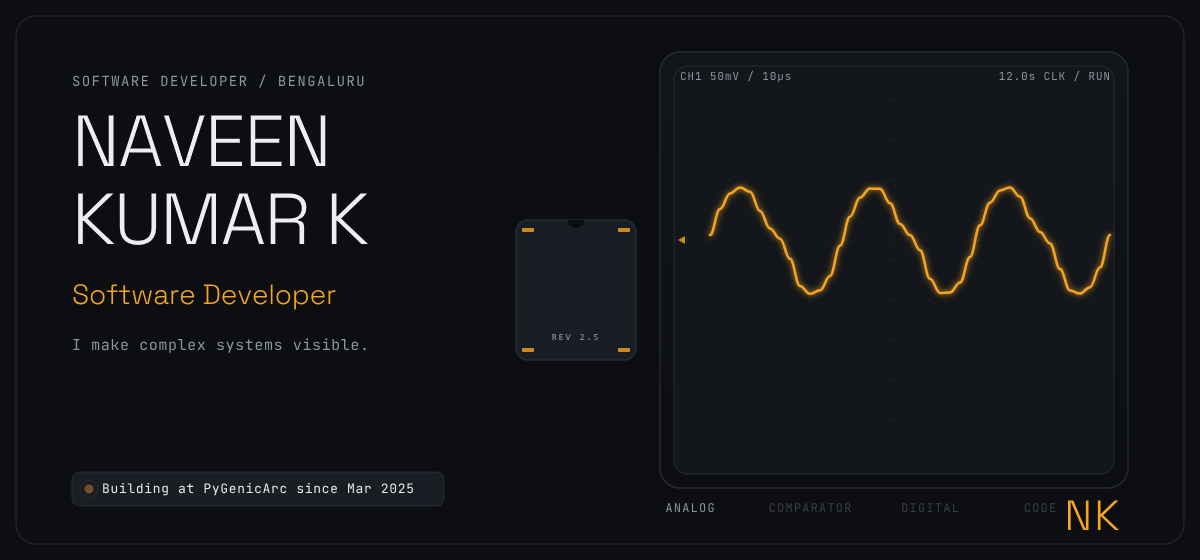 SOFTWARE DEVELOPER / BENGALURU
NAVEEN
KUMAR K
Software Developer
I make complex systems visible.
Building at PyGenicArc since Mar 2025
REV 2.5
CH1 50mV / 10µs
12.0s CLK / RUN
ANALOG
COMPARATOR
DIGITAL
CODE
NK